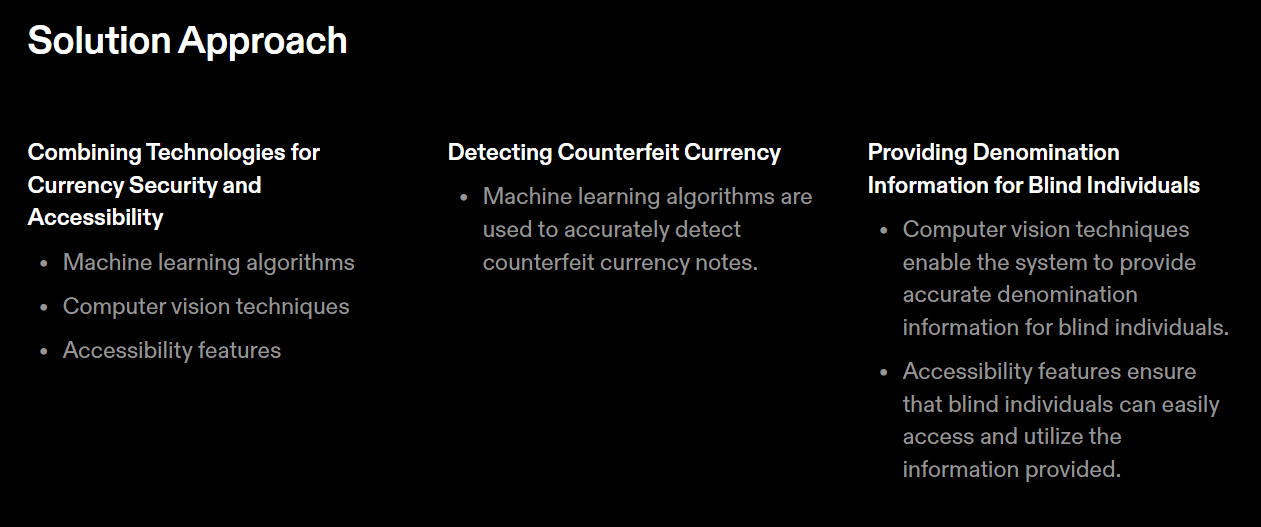 Solution Approach
Combining Technologies for
Currency Security and
Accessibility
• Machine learning algorithms
• Computer vision techniques
• Accessibility features
Detecting Counterfeit Currency
• Machine learning algorithms are
used to accurately detect
counterfeit currency notes.
Providing Denomination
Information for Blind Individuals
• Computer vision techniques
enable the system to provide
accurate denomination
information for blind individuals.
• Accessibility features ensure
that blind individuals can easily
access and utilize the
information provided.